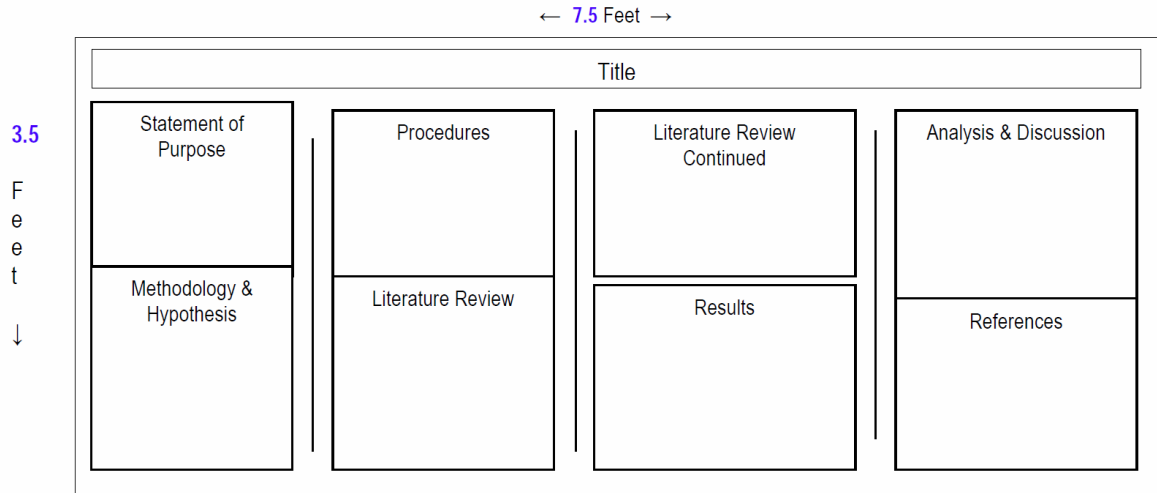 ← 7.5 Feet →
Title
3.5
F
e
e
t
↓
Statement of
Purpose
Methodology &
Hypothesis
Procedures
Literature Review
Literature Review
Continued
Results
Analysis & Discussion
References